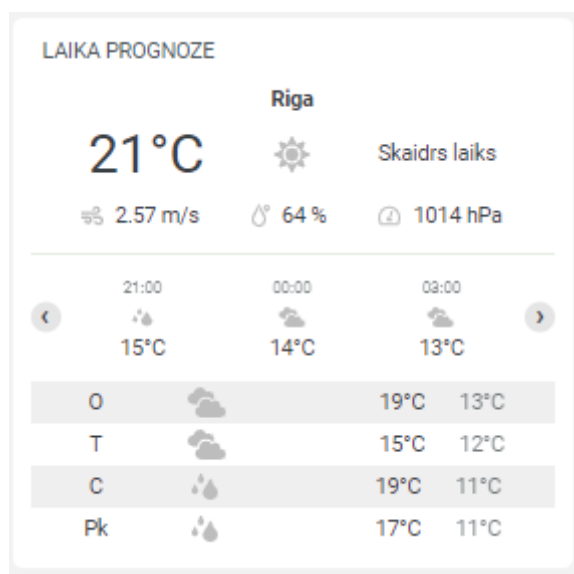 LAIKA PROGNOZE
Riga
21°C Skaidrs laiks
2.57 m/s 64 % 1014 hPa
21:00 00:00 03:00
15°C 14°C 13°C
O 19°C 13°C
T 15°C 12°C
C 19°C 11°C
Pk 17°C 11°C